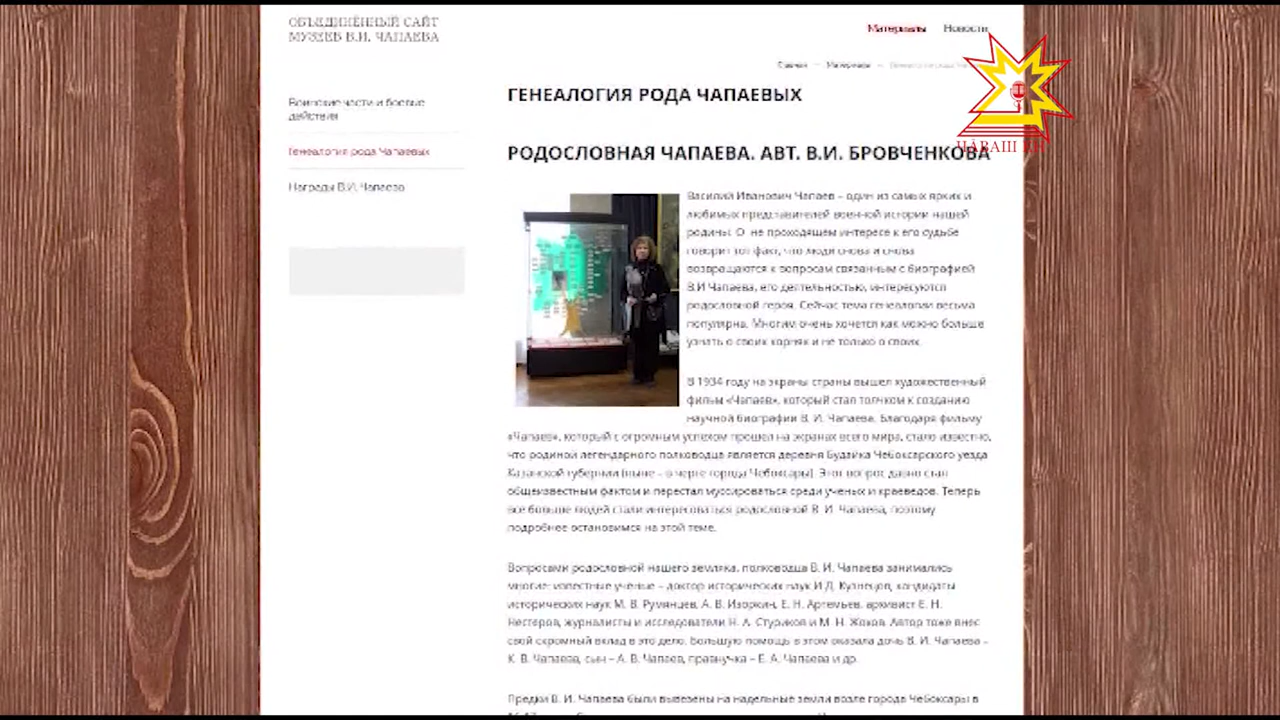 ОБЪЕДИНЁННЫЙ САЙТ
МУЗЕЕВ В.И. ЧАПАЕВА
Материалы
Новости
Главная
Материалы
Воинские части и боевые
действия
Генеалогия рода Чапаевых
Награды В.И. Чапаева
ЧӐВАШ ЕН
ГЕНЕАЛОГИЯ РОДА ЧАПАЕВЫХ
РОДОСЛОВНАЯ ЧАПАЕВА. АВТ. В.И. БРОВЧЕНКОВА
Василий Иванович Чапаев – один из самых ярких и
любимых представителей военной истории нашей
родины. О не проходящем интересе к его судьбе
говорит тот факт, что люди снова и снова
возвращаются к вопросам связанным с биографией
В.И Чапаева, его деятельностью, интересуются
родословной героя. Сейчас тема генеалогии весьма
популярна. Многим очень хочется как можно больше
узнать о своих корнях и не только о своих.
В 1934 году на экраны страны вышел художественный
фильм «Чапаев», который стал толчком к созданию
научной биографии В. И. Чапаева. Благодаря фильму
«Чапаев», который с огромным успехом прошел на экранах всего мира, стало известно,
что родиной легендарного полководца является деревня Будайка Чебоксарского уезда
Казанской губернии (ныне – в черте города Чебоксары). Этот вопрос давно стал
общеизвестным фактом и перестал муссироваться среди ученых и краеведов. Теперь
все больше людей стали интересоваться родословной В. И. Чапаева, поэтому
подробнее остановимся на этой теме.
Вопросами родословной нашего земляка, полководца В. И. Чапаева занимались
многие: известные ученые – доктор исторических наук И.Д. Кузнецов, кандидаты
исторических наук М. В. Румянцев, А. В. Изоркин, Е. Н. Артемьев, архивист Е. Н.
Нестеров, журналисты и исследователи Н. А. Стуриков и М. Н. Жохов. Автор тоже внес
свой скромный вклад в это дело. Большую помощь в этом оказала дочь В. И. Чапаева –
К. В. Чапаева, сын – А. В. Чапаев, правнучка – Е. А. Чапаева и др.
Предки В. И. Чапаева были вывезены на надельные земли возле города Чебоксары в